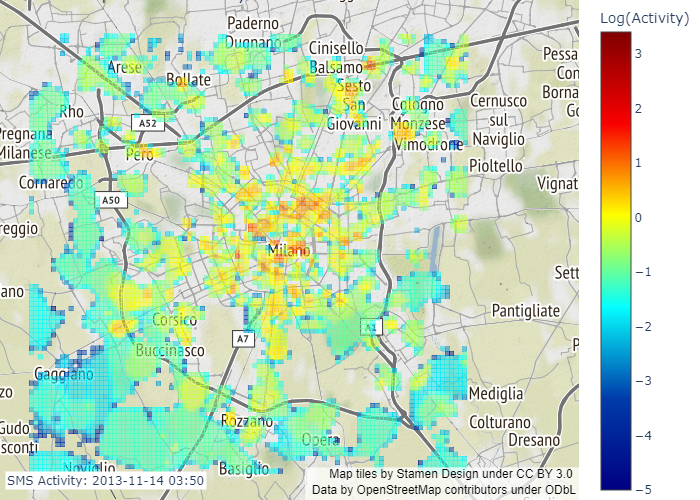 Log(Activity)
Paderno
Dugnano
Cinisello
Balsamo
Arese
Bollate
Sesto
San
Giovanni
Cologno
Monzese
Cernusco
sul
Naviglio
Pessa
Con
Borna
Go
Rho
A52
Pregnana
Milanese
Pero
Vimodrone
Pioltello
Cornaredo
A50
Vignat
reggio
Milano
Sett
ano
Corsico
A7
A1
Pantigliate
Buccinasco
P
Gaggiano
zo
Mediglia
Gudo
sconti
Rozzano
Opera
Colturano
Dresano
Noviglio
Basiglio
SMS Activity: 2013-11-14 03:50
Map tiles by Stamen Design under CC BY 3.0
Data by OpenStreetMap contributors under ODbL
3
2
1
0
−1
−2
−3
−4
−5